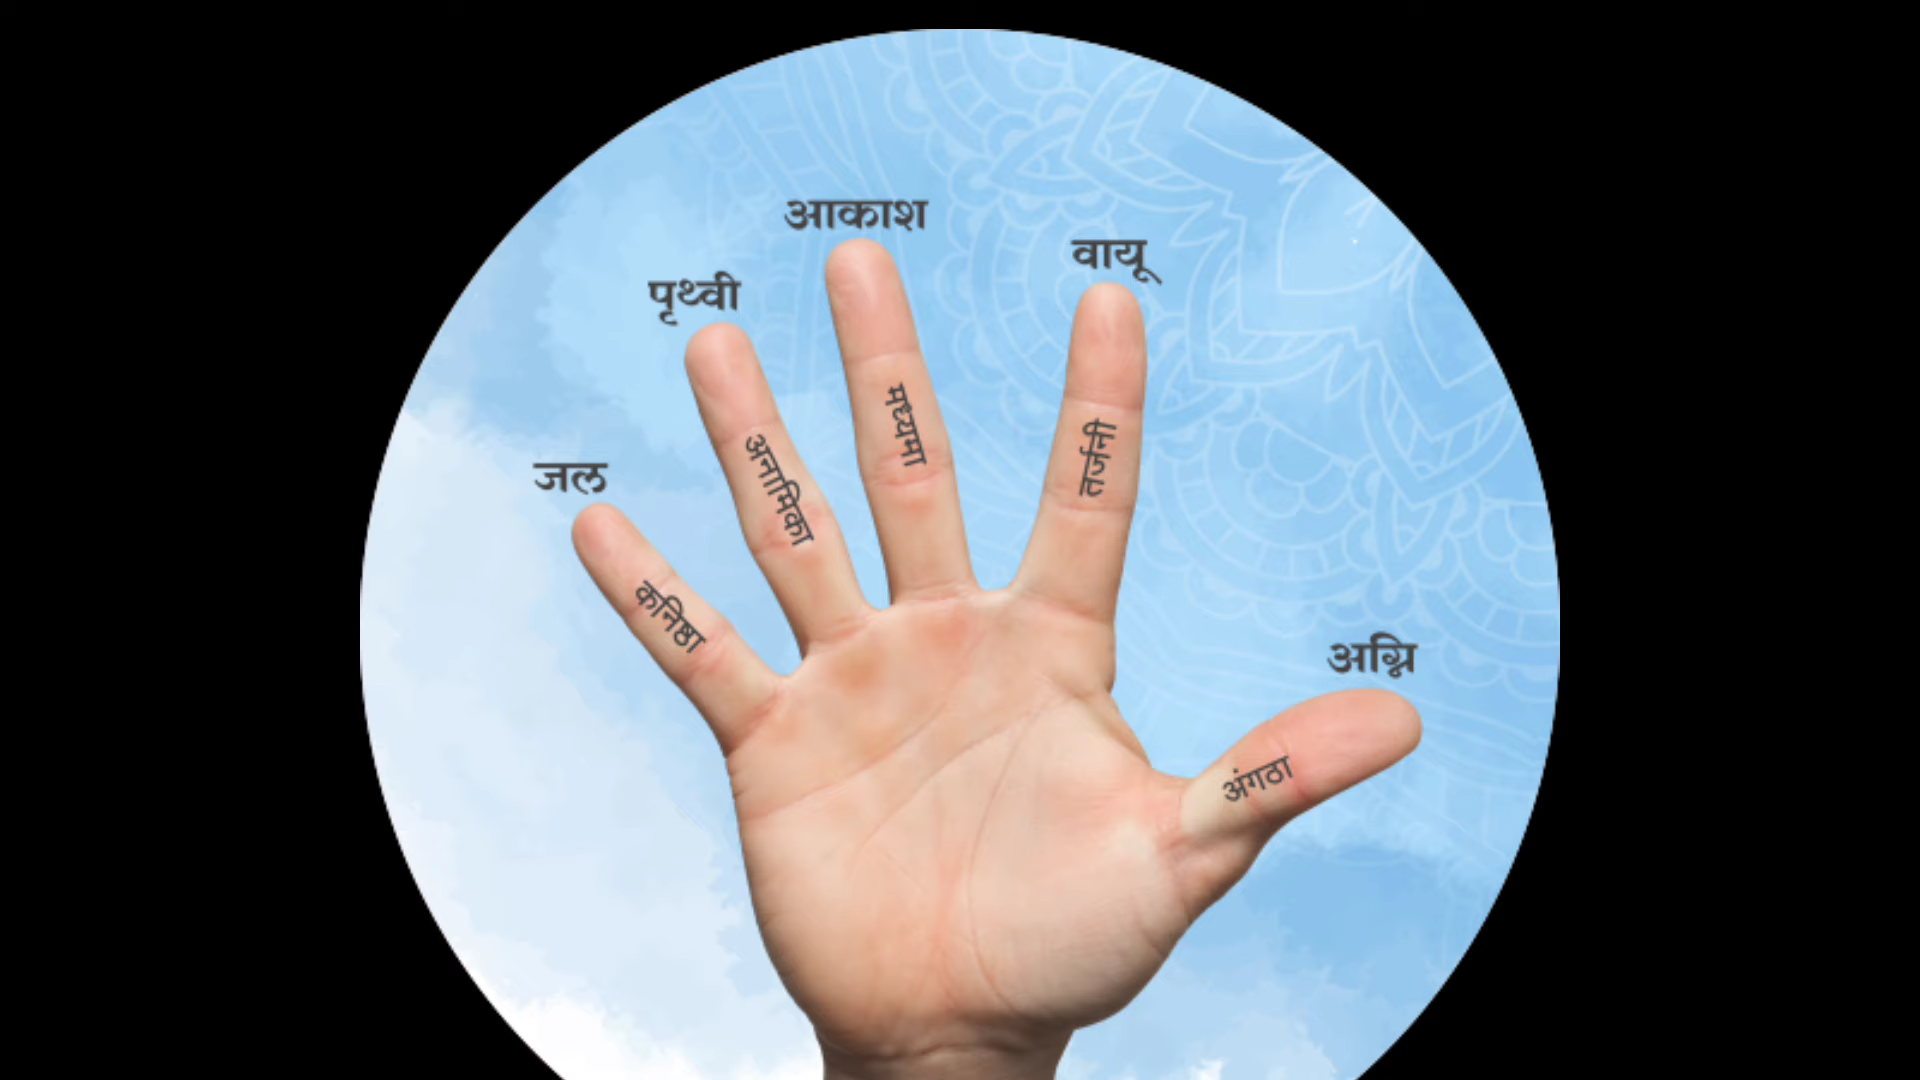 आकाश
वायू
पृथ्वी
जल
अग्नि
मध्यमा
तर्जनी
अनामिका
कनिष्ठा
अंगठा